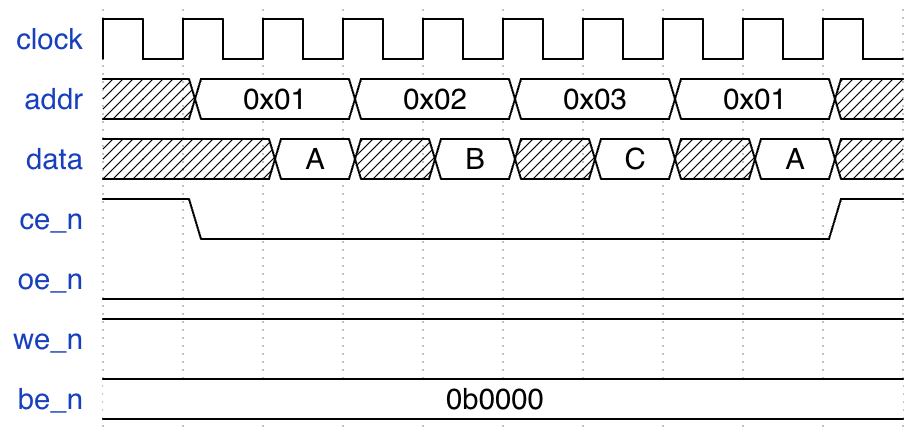 clock
addr 0x01 0x02 0x03 0x01
data A B C A
ce_n
oe_n
we_n
be_n 0b0000